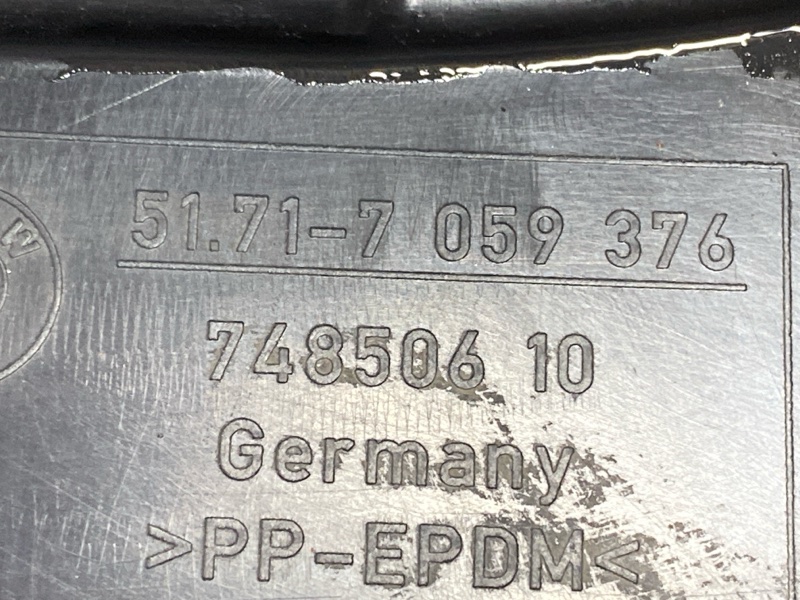 W
51.71-7 059 376
748506 10
Germany
>PP-EPDM<